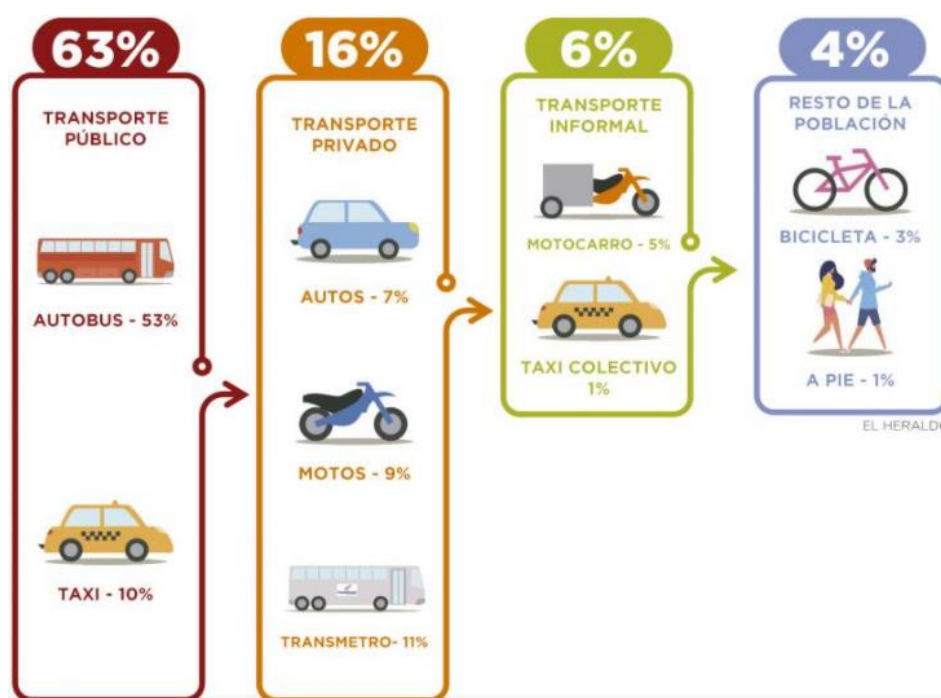 63%
TRANSPORTE
PÚBLICO
AUTOBUS - 53%
TAXI - 10%
16%
TRANSPORTE
PRIVADO
AUTOS - 7%
MOTOS - 9%
TRANSMETRO- 11%
6%
TRANSPORTE
INFORMAL
MOTOCARRO - 5%
TAXI COLECTIVO
1%
4%
RESTO DE LA
POBLACIÓN
BICICLETA - 3%
A PIE - 1%
EL HERALDO